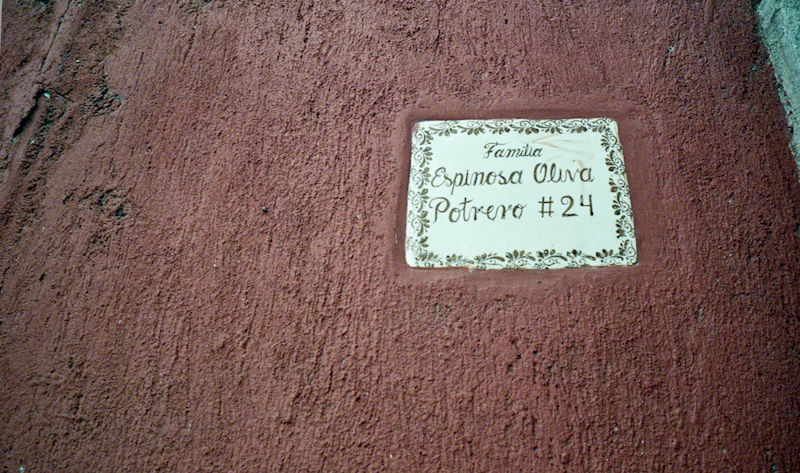 Familia
Espinosa Oliva
Potrero #24